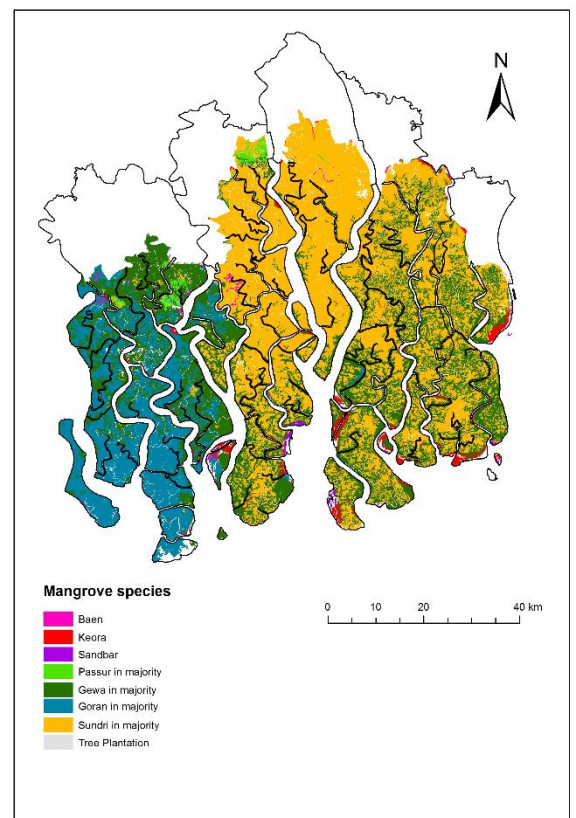 N
Mangrove species
Baen
Keora
Sandbar
Passur in majority
Gewa in majority
Goran in majority
Sundri in majority
Tree Plantation
0 10 20 40 km